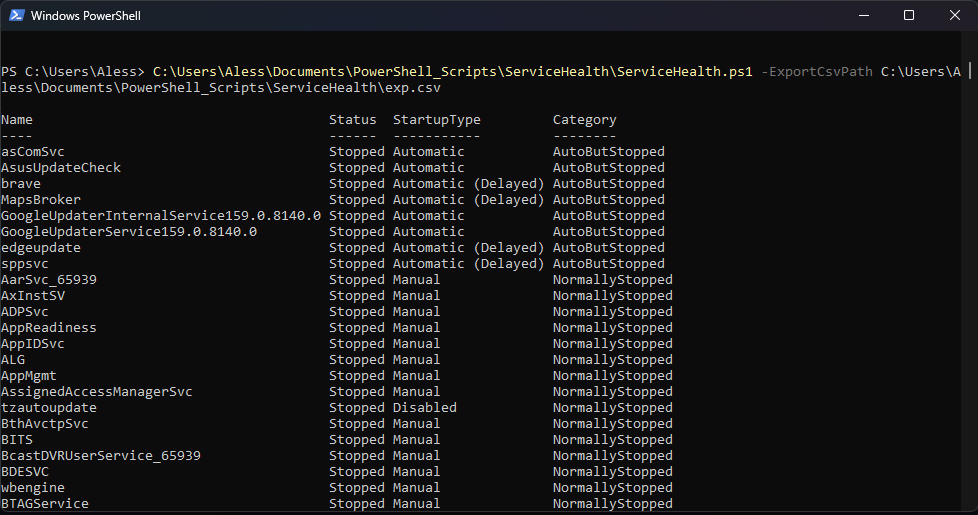 Windows PowerShell
PS C:\Users\Aless> C:\Users\Aless\Documents\PowerShell_Scripts\ServiceHealth\ServiceHealth.ps1 -ExportCsvPath C:\Users\A
less\Documents\PowerShell_Scripts\ServiceHealth\exp.csv
Name Status StartupType Category
---- ------ ----------- --------
asComSvc Stopped Automatic AutoButStopped
AsusUpdateCheck Stopped Automatic AutoButStopped
brave Stopped Automatic (Delayed) AutoButStopped
MapsBroker Stopped Automatic (Delayed) AutoButStopped
GoogleUpdaterInternalService159.0.8140.0 Stopped Automatic AutoButStopped
GoogleUpdaterService159.0.8140.0 Stopped Automatic AutoButStopped
edgeupdate Stopped Automatic (Delayed) AutoButStopped
sppsvc Stopped Automatic (Delayed) AutoButStopped
AarSvc_65939 Stopped Manual NormallyStopped
AxInstSV Stopped Manual NormallyStopped
ADPSvc Stopped Manual NormallyStopped
AppReadiness Stopped Manual NormallyStopped
AppIDSvc Stopped Manual NormallyStopped
ALG Stopped Manual NormallyStopped
AppMgmt Stopped Manual NormallyStopped
AssignedAccessManagerSvc Stopped Manual NormallyStopped
tzautoupdate Stopped Disabled NormallyStopped
BthAvctpSvc Stopped Manual NormallyStopped
BITS Stopped Manual NormallyStopped
BcastDVRUserService_65939 Stopped Manual NormallyStopped
BDESVC Stopped Manual NormallyStopped
wbengine Stopped Manual NormallyStopped
BTAGService Stopped Manual NormallyStopped